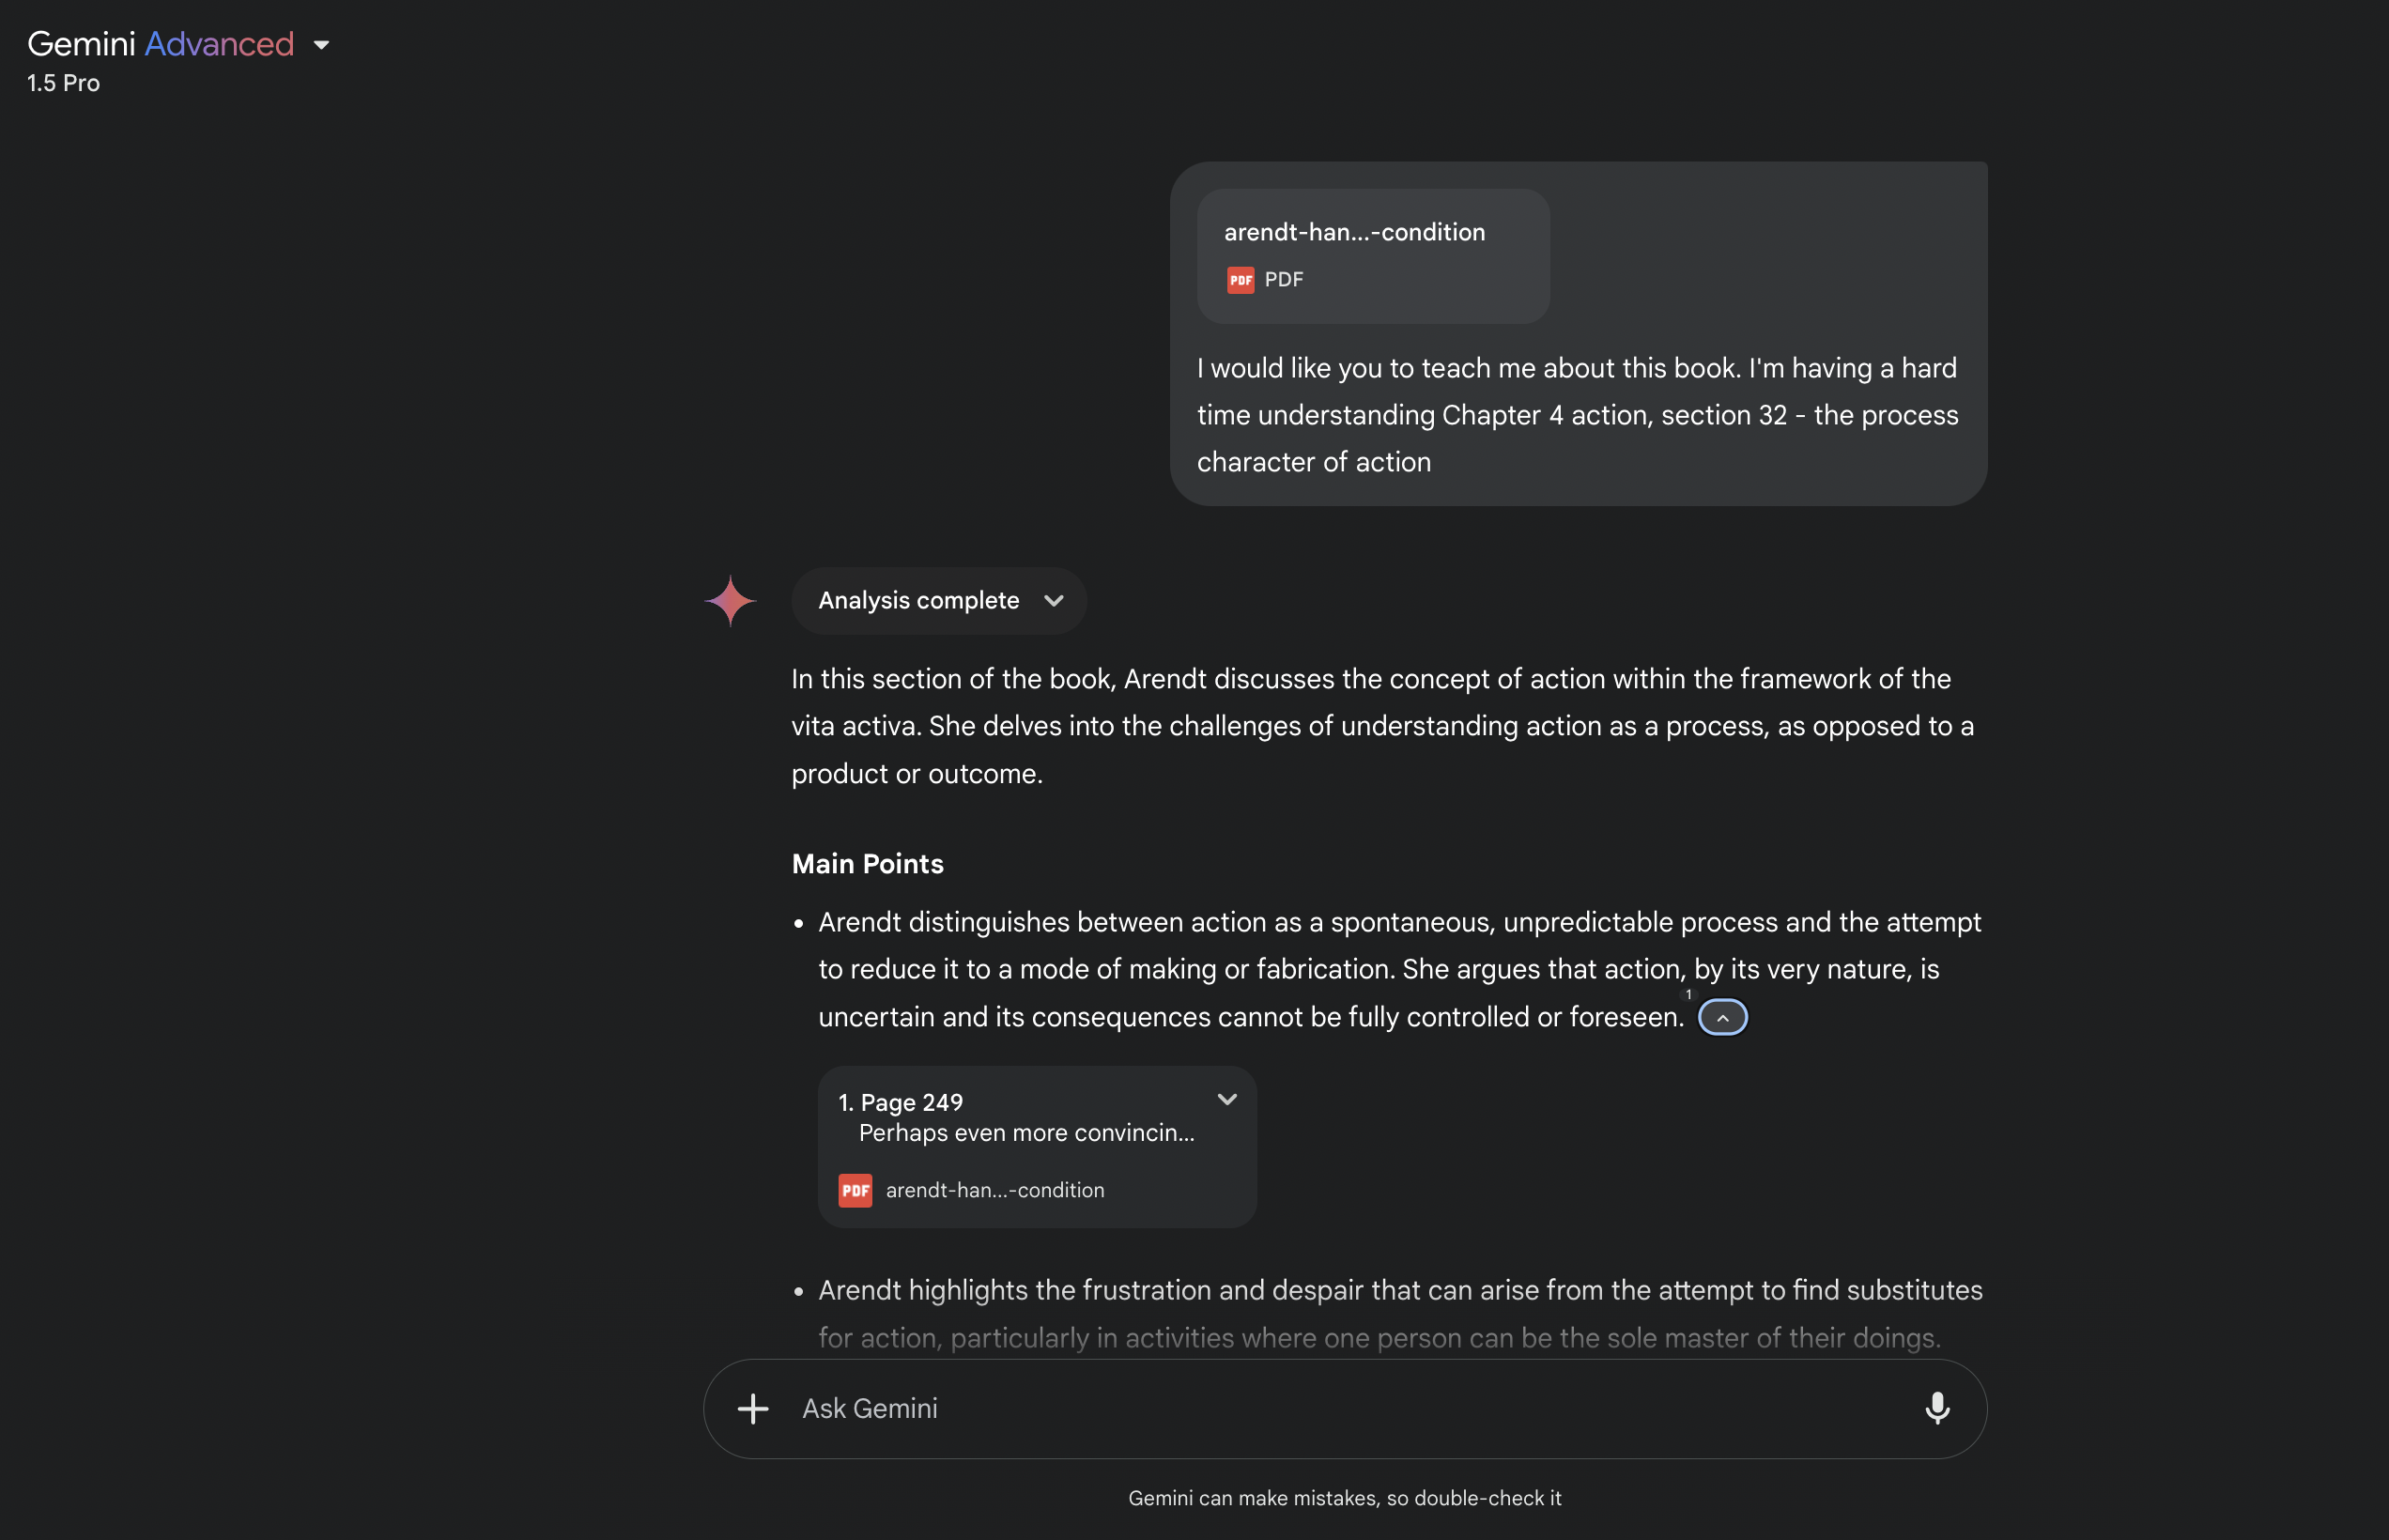 Gemini Advanced
1.5 Pro
arendt-han...-condition
PDF PDF
I would like you to teach me about this book. I'm having a hard
time understanding Chapter 4 action, section 32 - the process
character of action
Analysis complete
In this section of the book, Arendt discusses the concept of action within the framework of the
vita activa. She delves into the challenges of understanding action as a process, as opposed to a
product or outcome.
Main Points
• Arendt distinguishes between action as a spontaneous, unpredictable process and the attempt
to reduce it to a mode of making or fabrication. She argues that action, by its very nature, is
uncertain and its consequences cannot be fully controlled or foreseen. 1
1. Page 249
Perhaps even more convincin...
PDF arendt-han...-condition
• Arendt highlights the frustration and despair that can arise from the attempt to find substitutes
for action, particularly in activities where one person can be the sole master of their doings.
Ask Gemini
Gemini can make mistakes, so double-check it